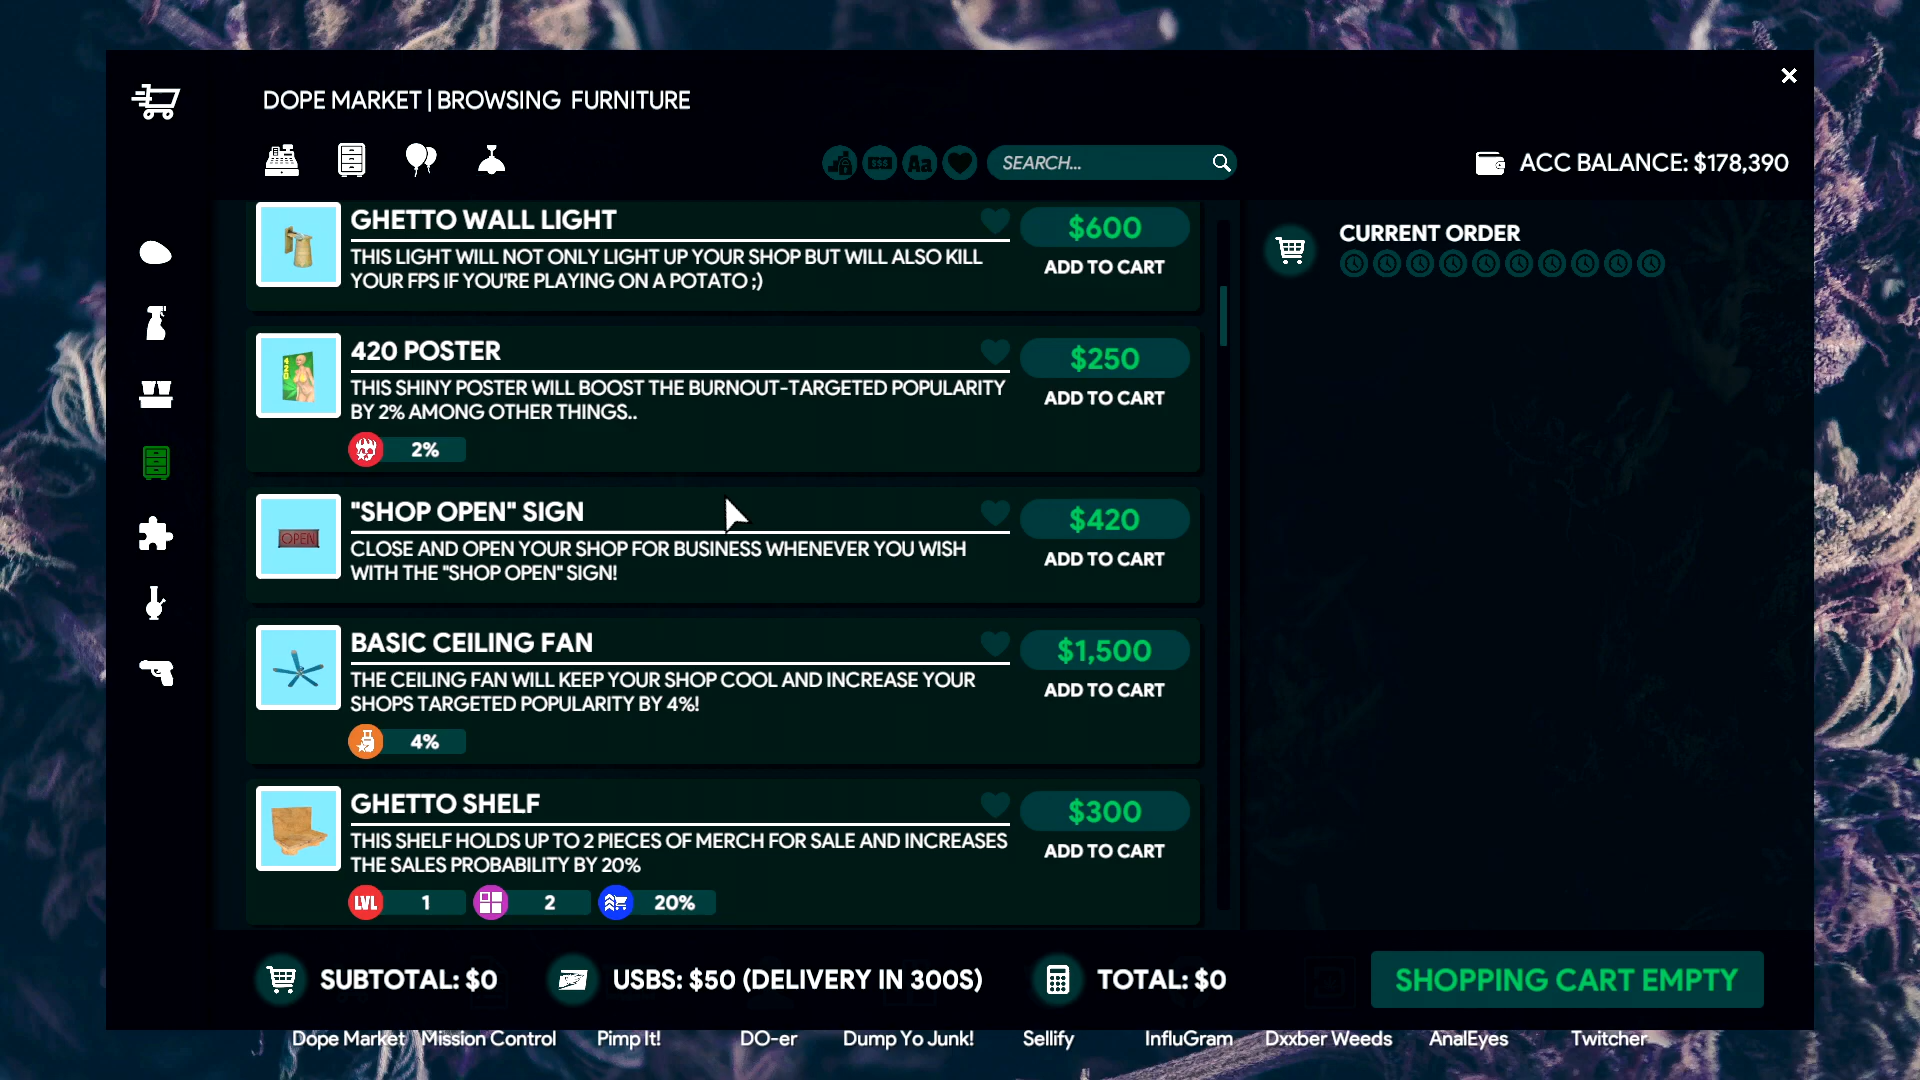 DOPE MARKET | BROWSING FURNITURE
$$$
Aa
SEARCH...
ACC BALANCE: $178,390
GHETTO WALL LIGHT
THIS LIGHT WILL NOT ONLY LIGHT UP YOUR SHOP BUT WILL ALSO KILL
YOUR FPS IF YOU'RE PLAYING ON A POTATO ;)
$600
ADD TO CART
420 POSTER
THIS SHINY POSTER WILL BOOST THE BURNOUT-TARGETED POPULARITY
BY 2% AMONG OTHER THINGS..
2%
$250
ADD TO CART
"SHOP OPEN" SIGN
CLOSE AND OPEN YOUR SHOP FOR BUSINESS WHENEVER YOU WISH
WITH THE "SHOP OPEN" SIGN!
OPEN
$420
ADD TO CART
BASIC CEILING FAN
THE CEILING FAN WILL KEEP YOUR SHOP COOL AND INCREASE YOUR
SHOPS TARGETED POPULARITY BY 4%!
4%
$1,500
ADD TO CART
GHETTO SHELF
THIS SHELF HOLDS UP TO 2 PIECES OF MERCH FOR SALE AND INCREASES
THE SALES PROBABILITY BY 20%
LVL 1 2 20%
$300
ADD TO CART
CURRENT ORDER
SUBTOTAL: $0
USBS: $50 (DELIVERY IN 300S)
TOTAL: $0
SHOPPING CART EMPTY
Dope Market Mission Control Pimp It! DO-er Dump Yo Junk! Sellify InfluGram Dxxber Weeds AnalEyes Twitcher